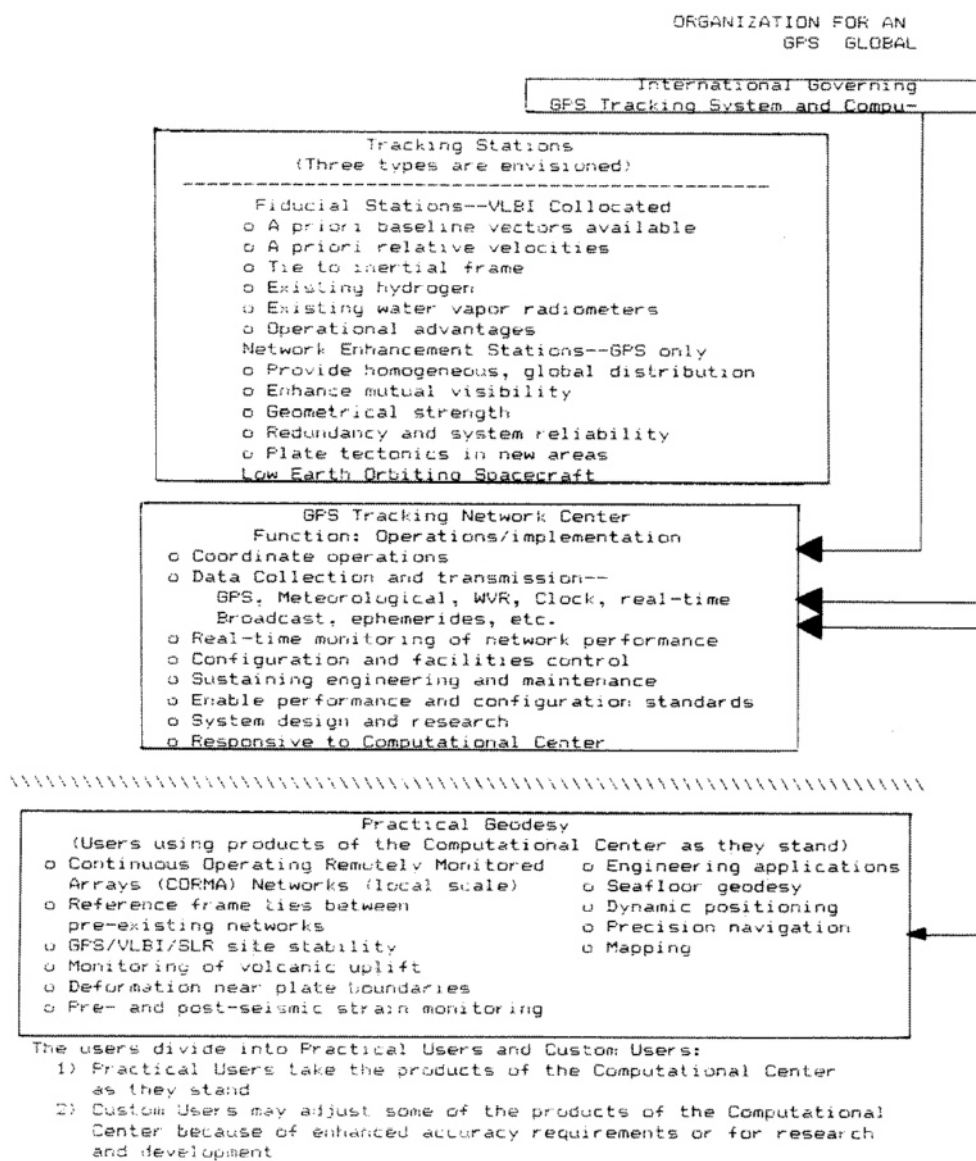 ORGANIZATION FOR AN
GPS GLOBAL
International Governing
GPS Tracking System and Compu-
Tracking Stations
(Three types are envisioned)
Fiducial Stations--VLBI Collocated
o A priori baseline vectors available
o A priori relative velocities
o Tie to inertial frame
o Existing hydrogen
o Existing water vapor radiometers
o Operational advantages
Network Enhancement Stations--GPS only
o Provide homogeneous, global distribution
o Enhance mutual visibility
o Geometrical strength
o Redundancy and system reliability
o Plate tectonics in new areas
Low Earth Orbiting Spacecraft
GPS Tracking Network Center
Function: Operations/implementation
o Coordinate operations
o Data Collection and transmission--
GPS, Meteorological, WVR, Clock, real-time
Broadcast, ephemerides, etc.
o Real-time monitoring of network performance
o Configuration and facilities control
o Sustaining engineering and maintenance
o Enable performance and configuration standards
o System design and research
o Responsive to Computational Center
Practical Geodesy
(Users using products of the Computational Center as they stand)
o Continuous Operating Remutely Monitored
Arrays (CORMA) Networks (local scale)
o Reference frame ties between
pre-existing networks
o GPS/VLBI/SLR site stability
o Monitoring of volcanic uplift
o Deformation near plate boundaries
o Pre- and post-seismic strain monitoring
o Engineering applications
o Seafloor geodesy
o Dynamic positioning
o Precision navigation
o Mapping
The users divide into Practical Users and Custom Users:
1) Practical Users take the products of the Computational Center
as they stand
2) Custom Users may adjust some of the products of the Computational
Center because of enhanced accuracy requirements or for research
and development